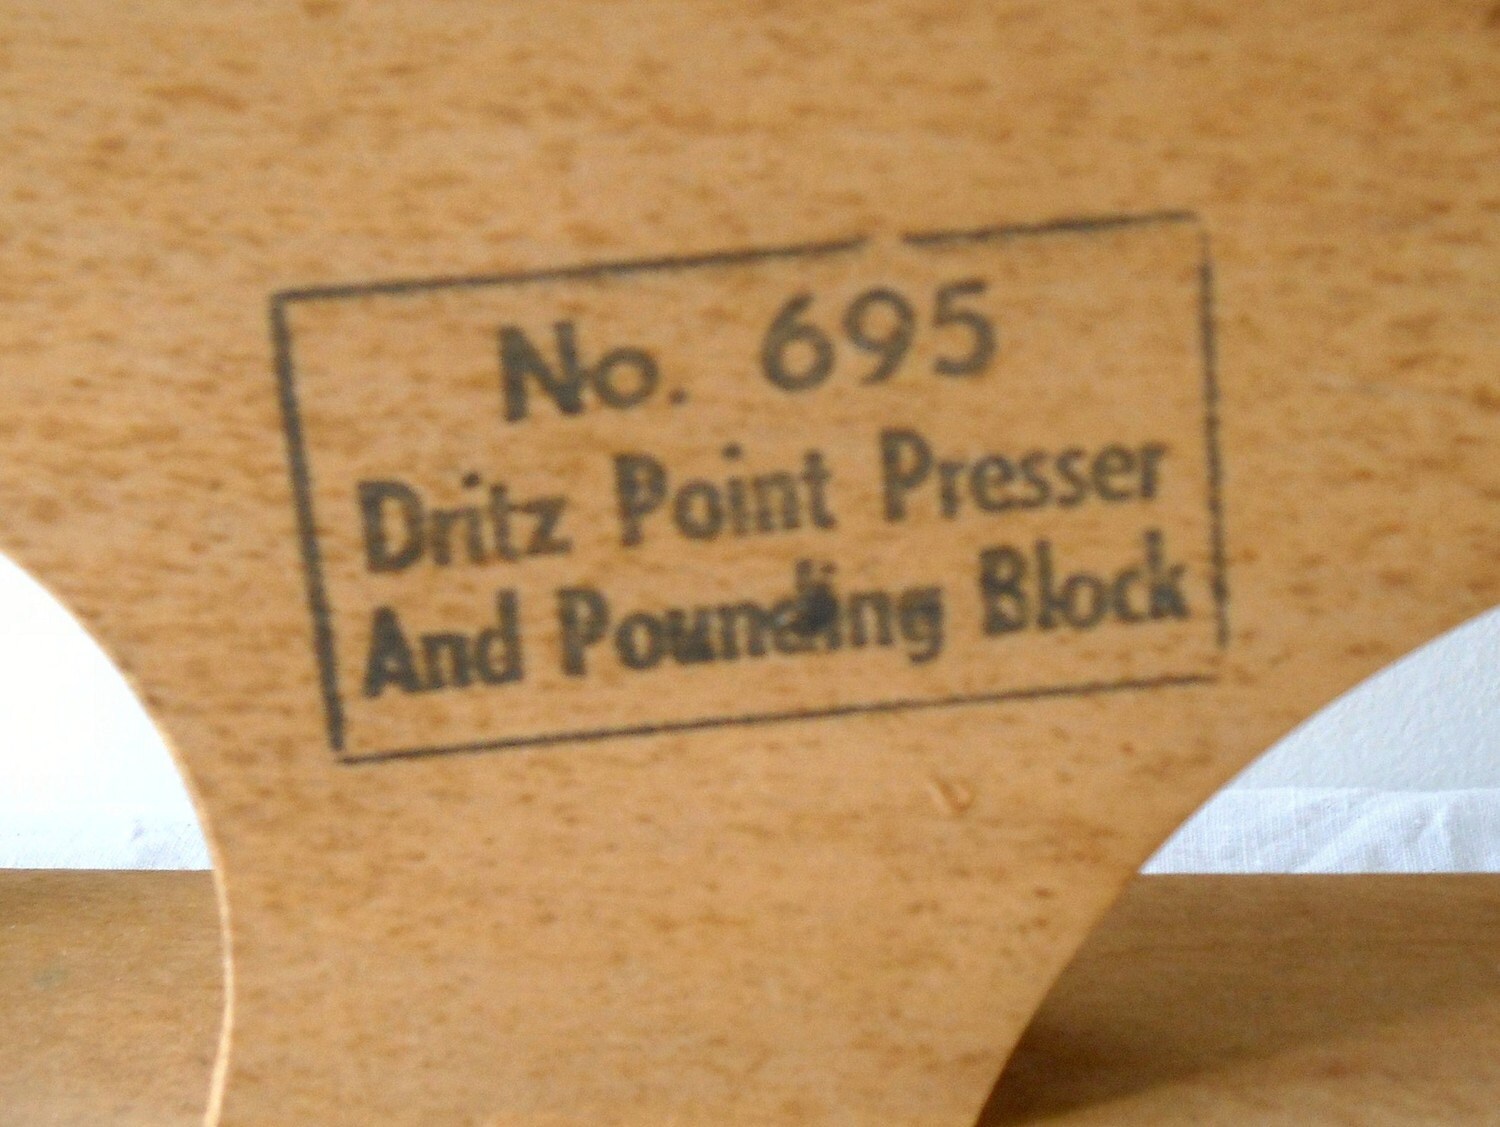 No. 695
Dritz Point Presser
And Pounding Block